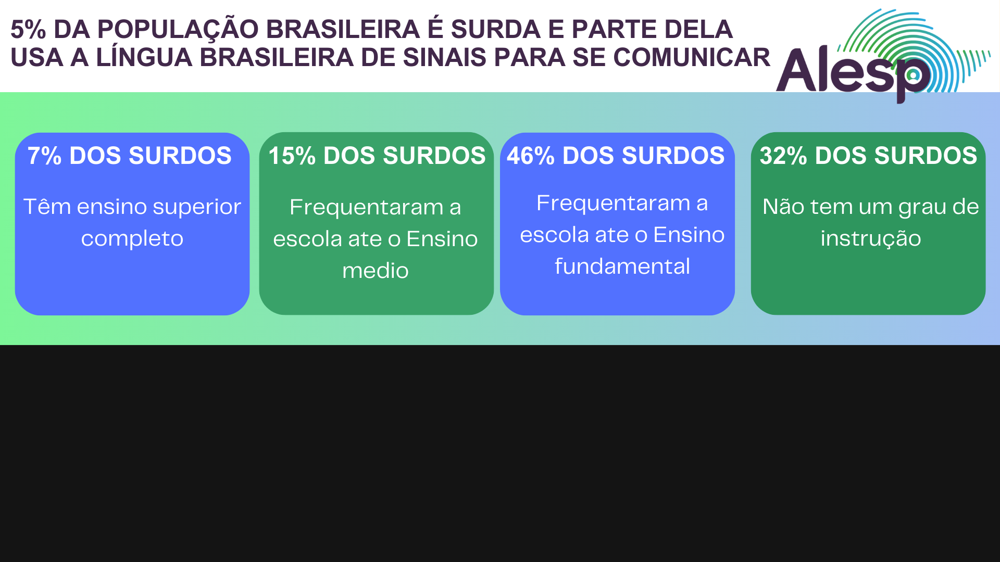 5% DA POPULAÇÃO BRASILEIRA É SURDA E PARTE DELA
USA A LÍNGUA BRASILEIRA DE SINAIS PARA SE COMUNICAR
Alesp
7% DOS SURDOS
Têm ensino superior
completo
15% DOS SURDOS
Frequentaram a
escola ate o Ensino
medio
46% DOS SURDOS
Frequentaram a
escola ate o Ensino
fundamental
32% DOS SURDOS
Não tem um grau de
instrução